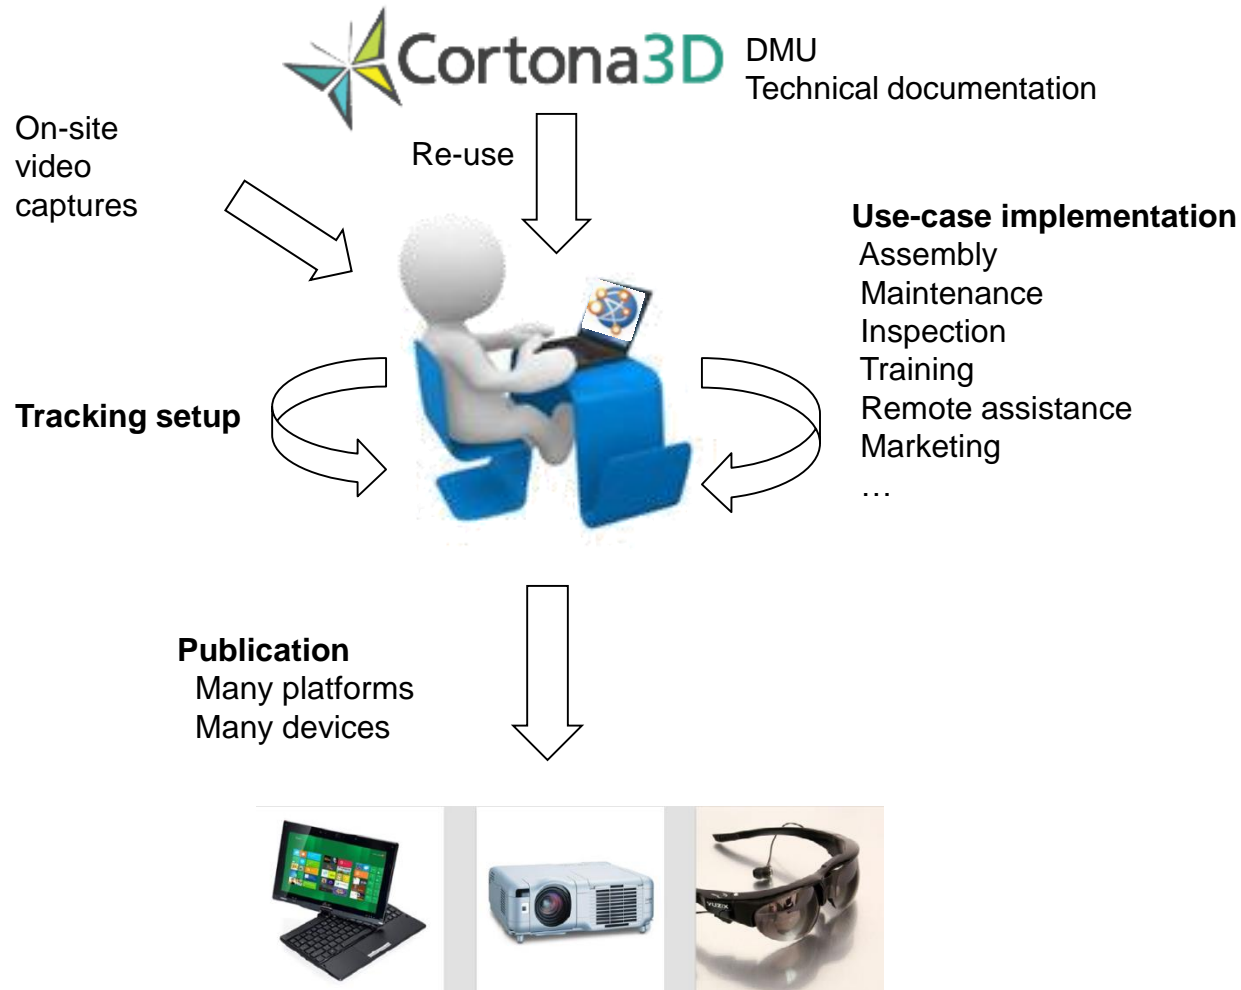 Cortona3D
DMU
Technical documentation
On-site
video
captures
Re-use
Use-case implementation
Assembly
Maintenance
Inspection
Training
Remote assistance
Marketing
…
Tracking setup
Publication
Many platforms
Many devices
VUZIX